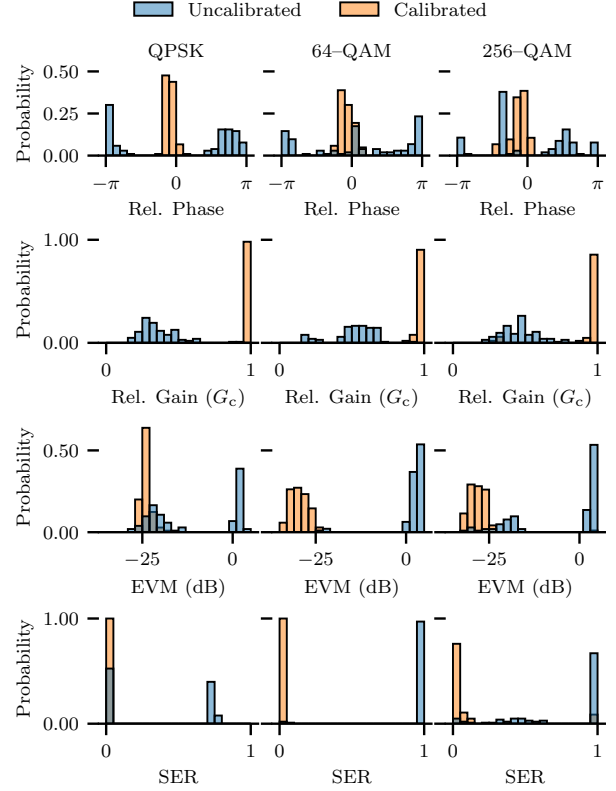 Uncalibrated Calibrated
QPSK 64–QAM 256–QAM
Probability
0.50
0.25
0.00
−π 0 π −π 0 π −π 0 π
Rel. Phase Rel. Phase Rel. Phase
Probability
1.00
0.00
0 1 0 1 0 1
Rel. Gain (Gc) Rel. Gain (Gc) Rel. Gain (Gc)
Probability
0.50
0.00
−25 0 −25 0 −25 0
EVM (dB) EVM (dB) EVM (dB)
Probability
1.00
0.00
0 1 0 1 0 1
SER SER SER